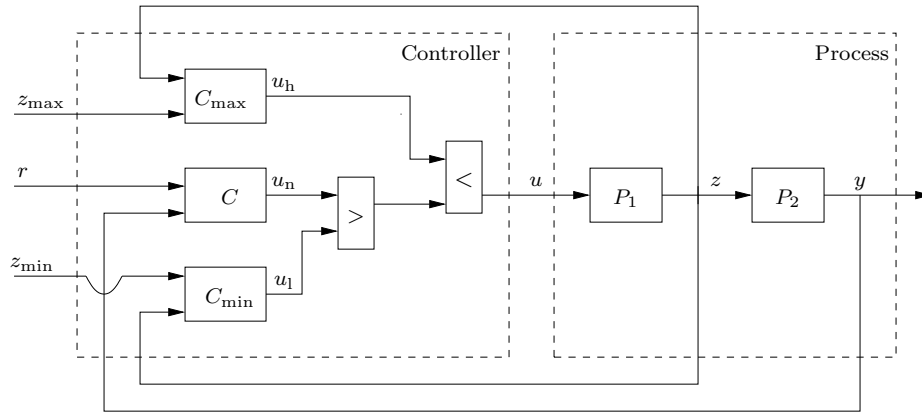 Controller
Process
z_max
C_max
u_h
<
r
C
u_n
>
u
P_1
z
P_2
y
z_min
C_min
u_l